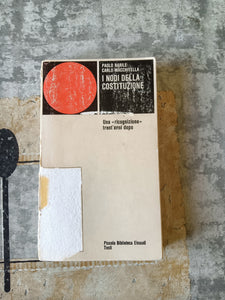 PAOLO BARILE
CARLO MACCHITELLA
I NODI DELLA
COSTITUZIONE
Una «ricognizione»
trent'anni dopo
Piccola Biblioteca Einaudi
Testi